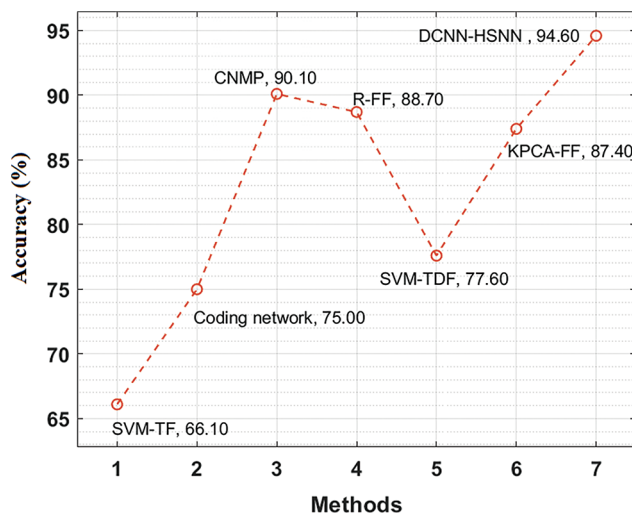 95
90
85
80
75
70
65
Accuracy (%)
DCNN-HSNN , 94.60
CNMP, 90.10
R-FF, 88.70
KPCA-FF, 87.40
SVM-TDF, 77.60
Coding network, 75.00
SVM-TF, 66.10
1 2 3 4 5 6 7
Methods